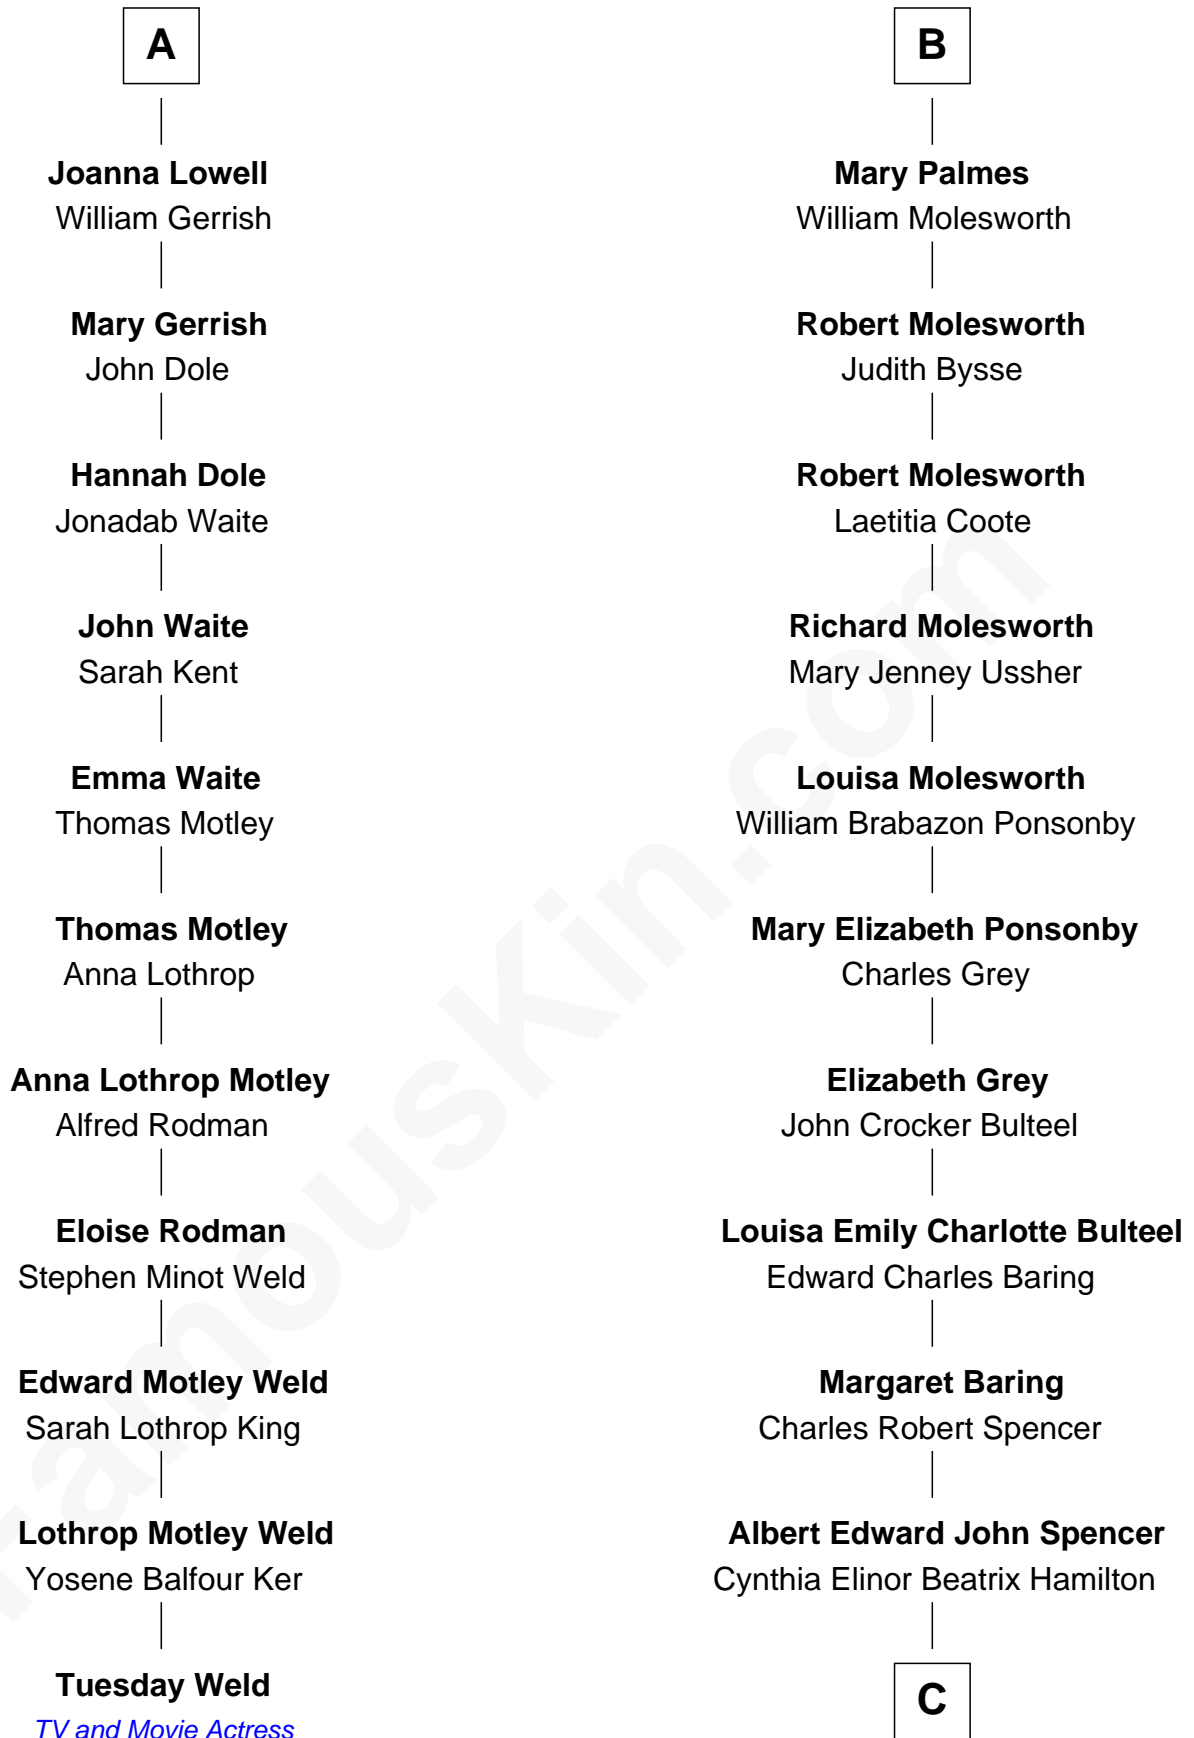 A
Joanna Lowell
William Gerrish
Mary Gerrish
John Dole
Hannah Dole
Jonadab Waite
John Waite
Sarah Kent
Emma Waite
Thomas Motley
Thomas Motley
Anna Lothrop
Anna Lothrop Motley
Alfred Rodman
Eloise Rodman
Stephen Minot Weld
Edward Motley Weld
Sarah Lothrop King
Lothrop Motley Weld
Yosene Balfour Ker
Tuesday Weld
TV and Movie Actress
B
Mary Palmes
William Molesworth
Robert Molesworth
Judith Bysse
Robert Molesworth
Laetitia Coote
Richard Molesworth
Mary Jenney Ussher
Louisa Molesworth
William Brabazon Ponsonby
Mary Elizabeth Ponsonby
Charles Grey
Elizabeth Grey
John Crocker Bulteel
Louisa Emily Charlotte Bulteel
Edward Charles Baring
Margaret Baring
Charles Robert Spencer
Albert Edward John Spencer
Cynthia Elinor Beatrix Hamilton
C
FamousKin.com